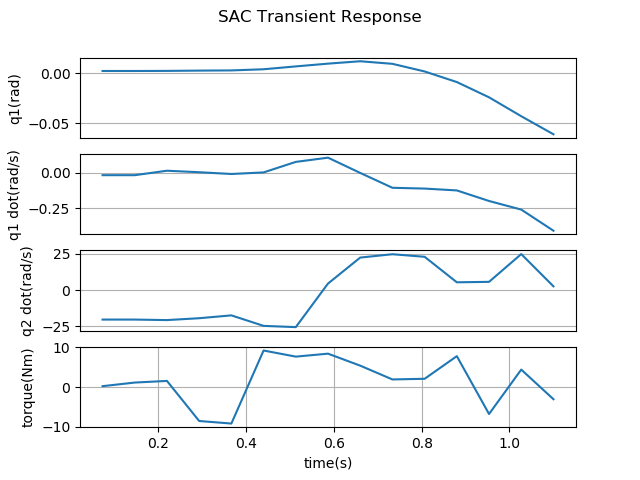 SAC Transient Response
q1(rad)
0.00
−0.05
q1 dot(rad/s)
0.00
−0.25
q2 dot(rad/s)
25
0
−25
torque(Nm)
10
0
−10
0.2 0.4 0.6 0.8 1.0
time(s)